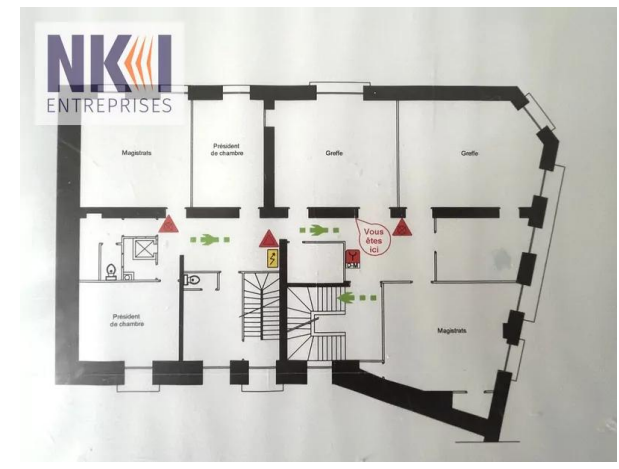 NKI
ENTREPRISES
Magistrats
Président
de chambre
Greffe
Greffe
Vous
êtes
ici
Président
de chambre
Magistrats